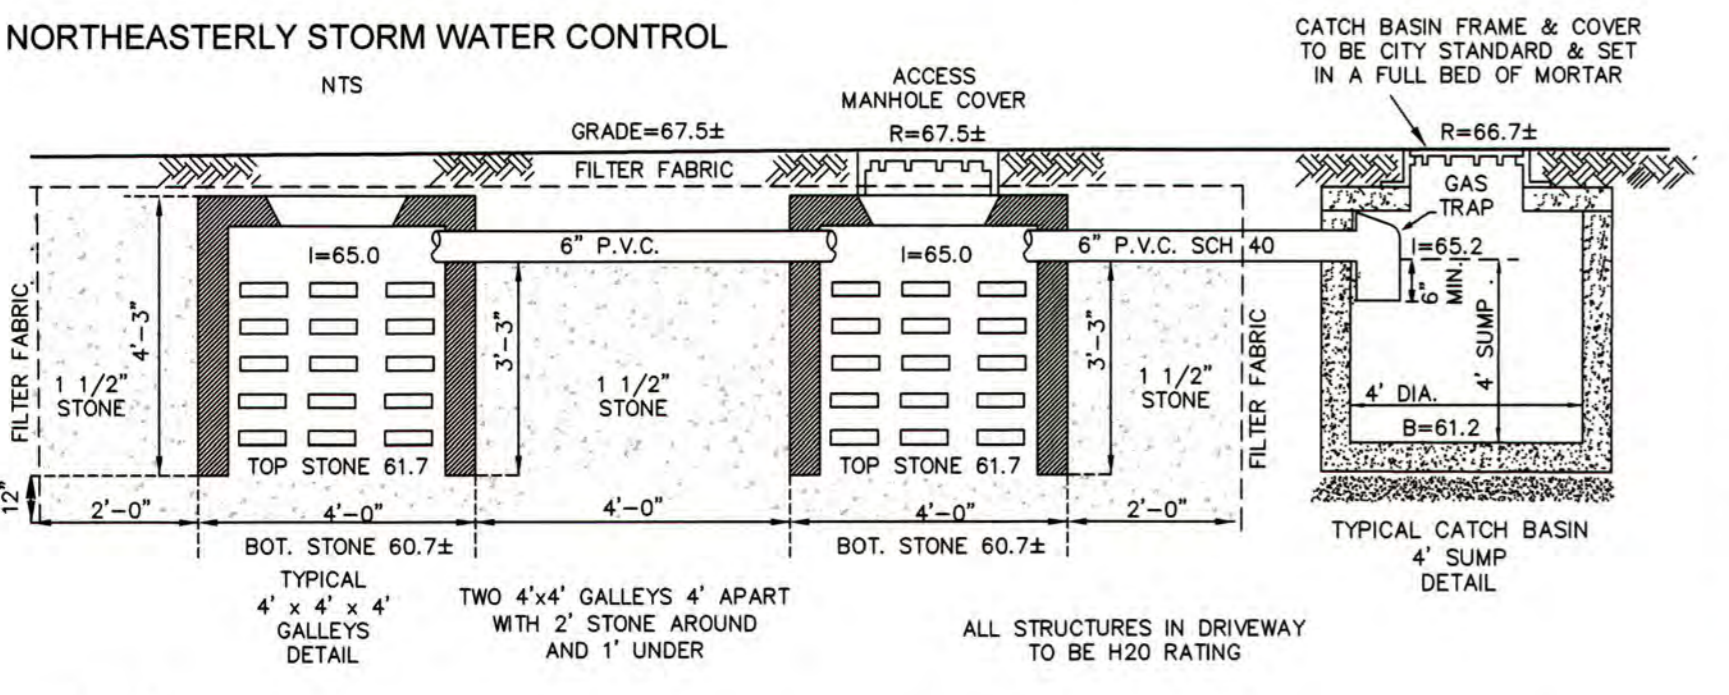 NORTHEASTERLY STORM WATER CONTROL
NTS
CATCH BASIN FRAME & COVER
TO BE CITY STANDARD & SET
IN A FULL BED OF MORTAR
ACCESS
MANHOLE COVER
GRADE=67.5±
R=67.5±
R=66.7±
FILTER FABRIC
GAS
TRAP
I=65.0
6" P.V.C.
I=65.0
6" P.V.C. SCH 40
I=65.2
6"
MIN.
FILTER FABRIC
4'-3"
3'-3"
3'-3"
FILTER FABRIC
4' SUMP
1 1/2"
STONE
1 1/2"
STONE
1 1/2"
STONE
4' DIA.
B=61.2
TOP STONE 61.7
TOP STONE 61.7
12"
2'-0"
4'-0"
4'-0"
4'-0"
2'-0"
BOT. STONE 60.7±
BOT. STONE 60.7±
TYPICAL
4' x 4' x 4'
GALLEYS
DETAIL
TWO 4'x4' GALLEYS 4' APART
WITH 2' STONE AROUND
AND 1' UNDER
ALL STRUCTURES IN DRIVEWAY
TO BE H20 RATING
TYPICAL CATCH BASIN
4' SUMP
DETAIL